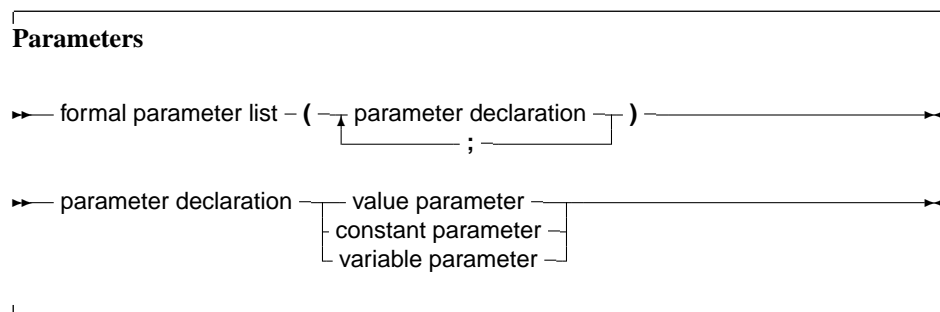 Parameters
formal parameter list ( parameter declaration )
;
parameter declaration value parameter
constant parameter
variable parameter